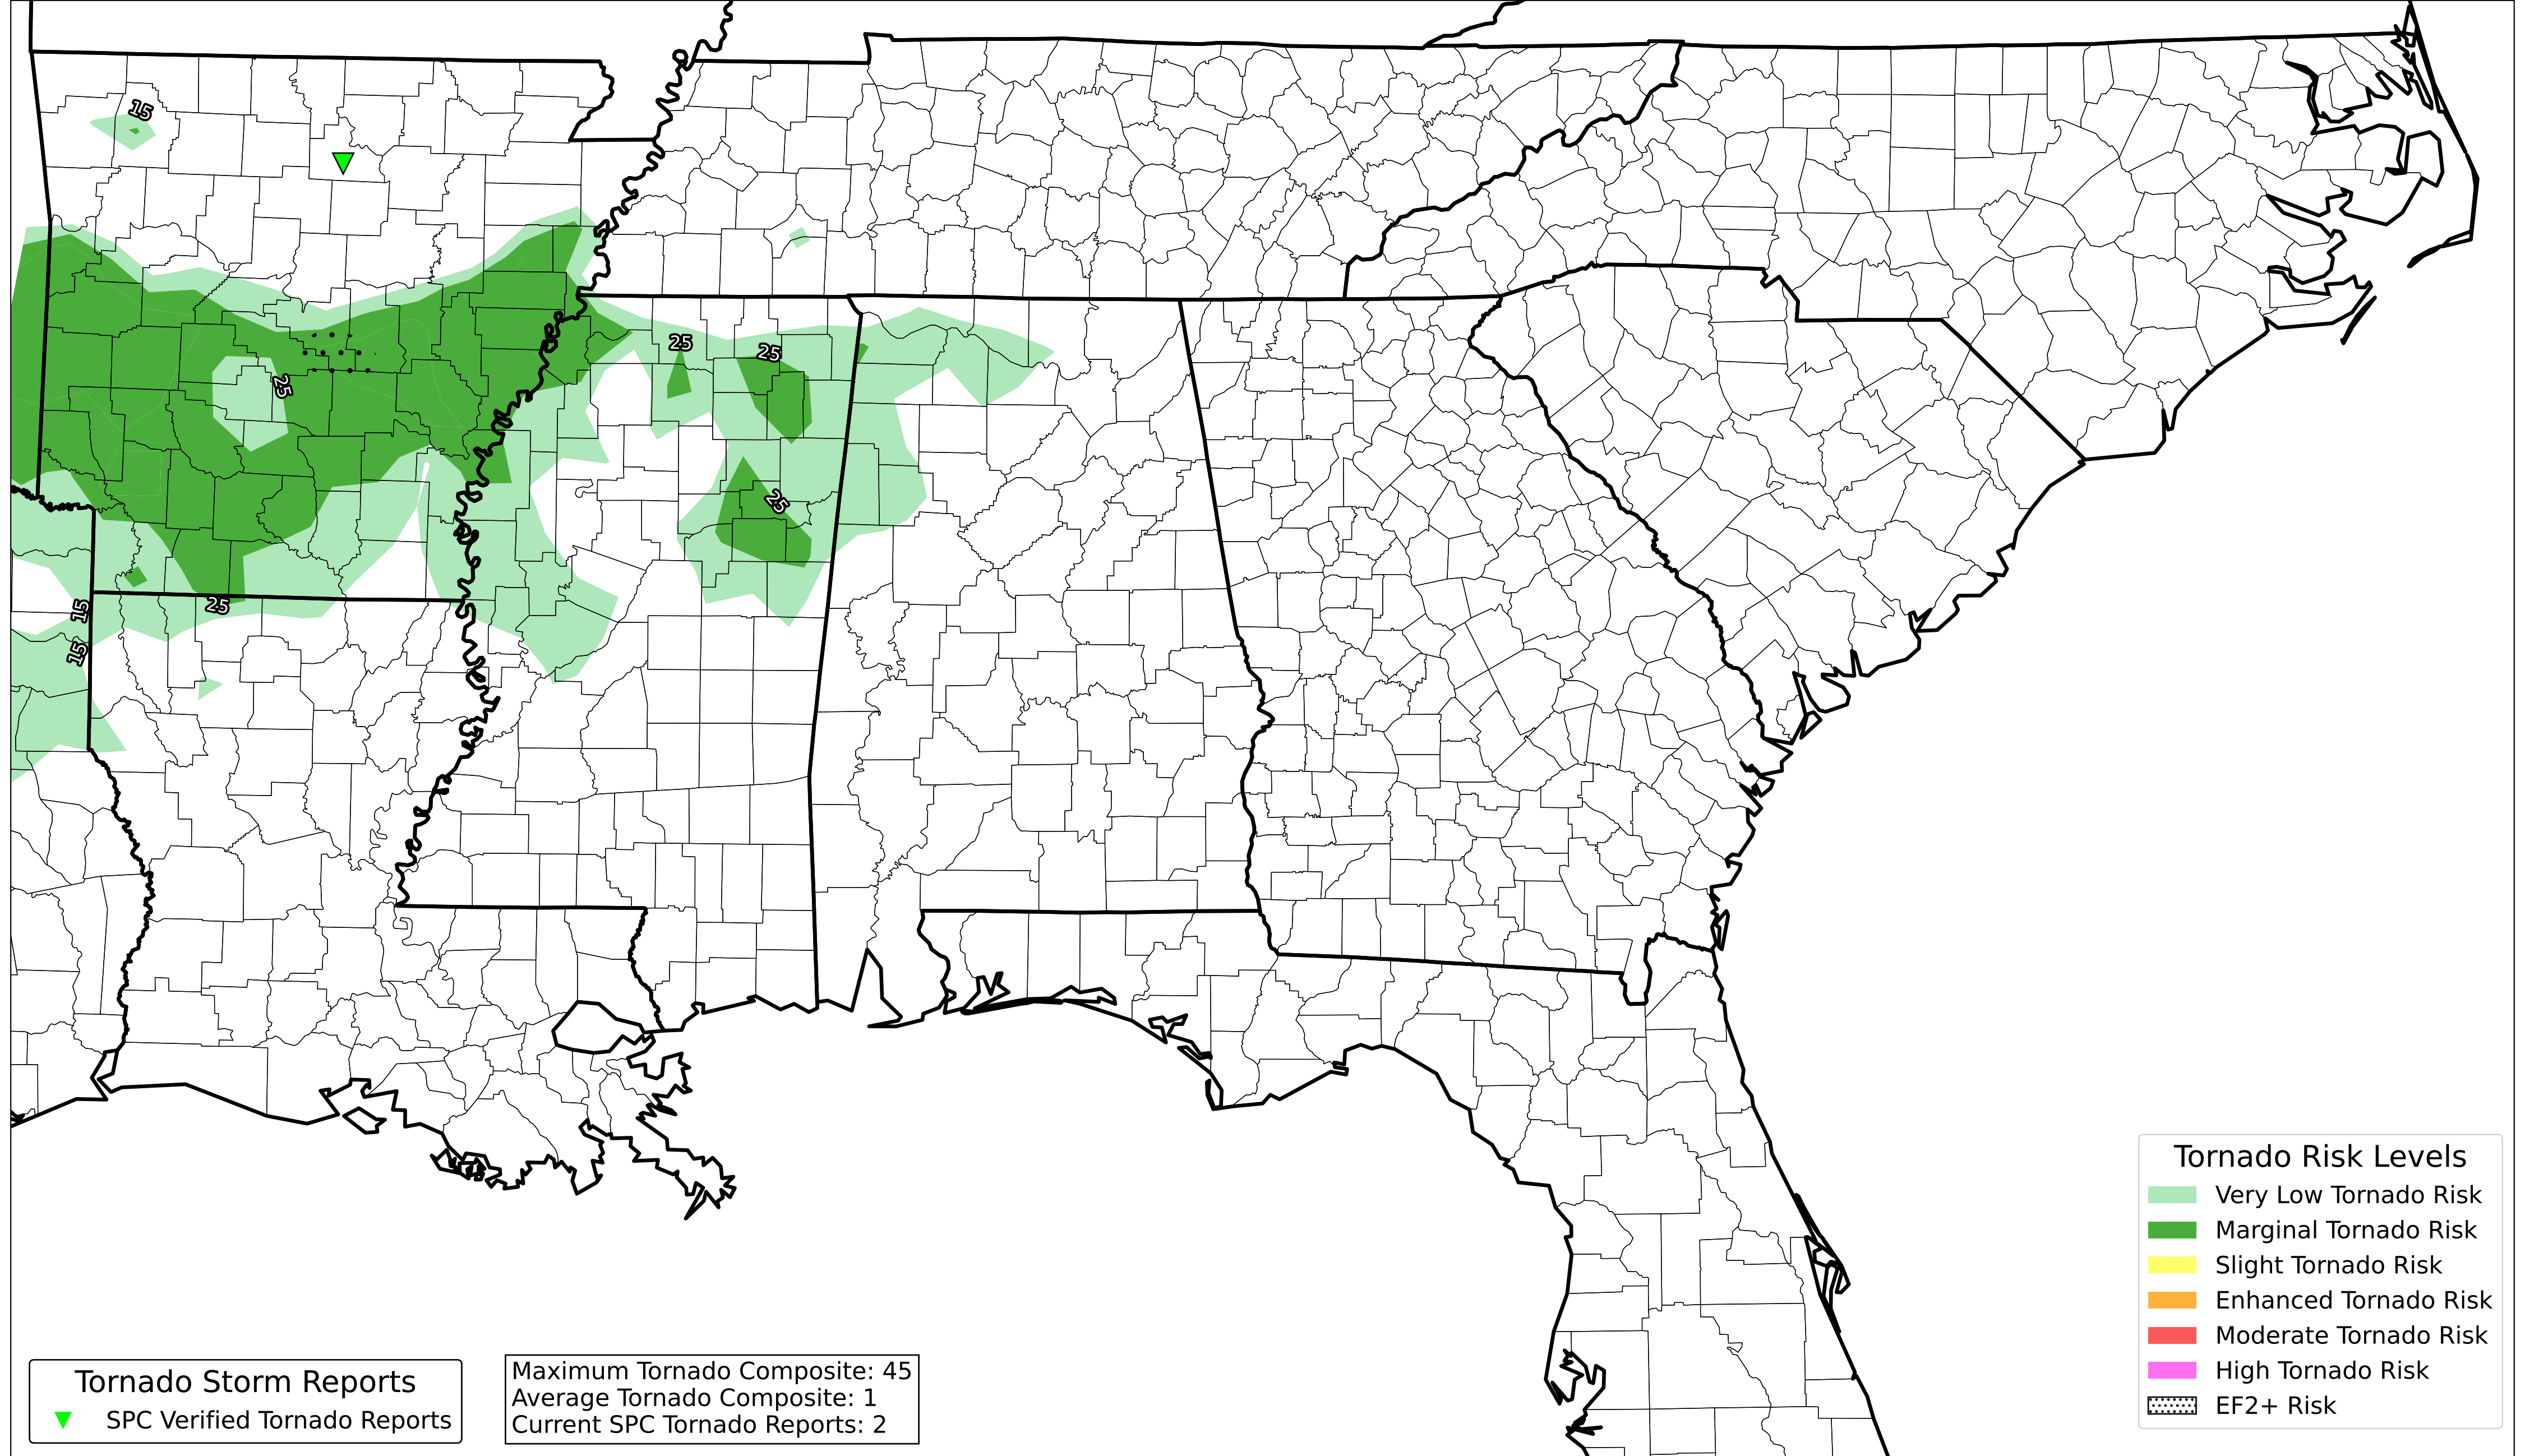 15
25
25
25
25
15
25
15
Tornado Storm Reports
SPC Verified Tornado Reports
Maximum Tornado Composite: 45
Average Tornado Composite: 1
Current SPC Tornado Reports: 2
Tornado Risk Levels
Very Low Tornado Risk
Marginal Tornado Risk
Slight Tornado Risk
Enhanced Tornado Risk
Moderate Tornado Risk
High Tornado Risk
EF2+ Risk